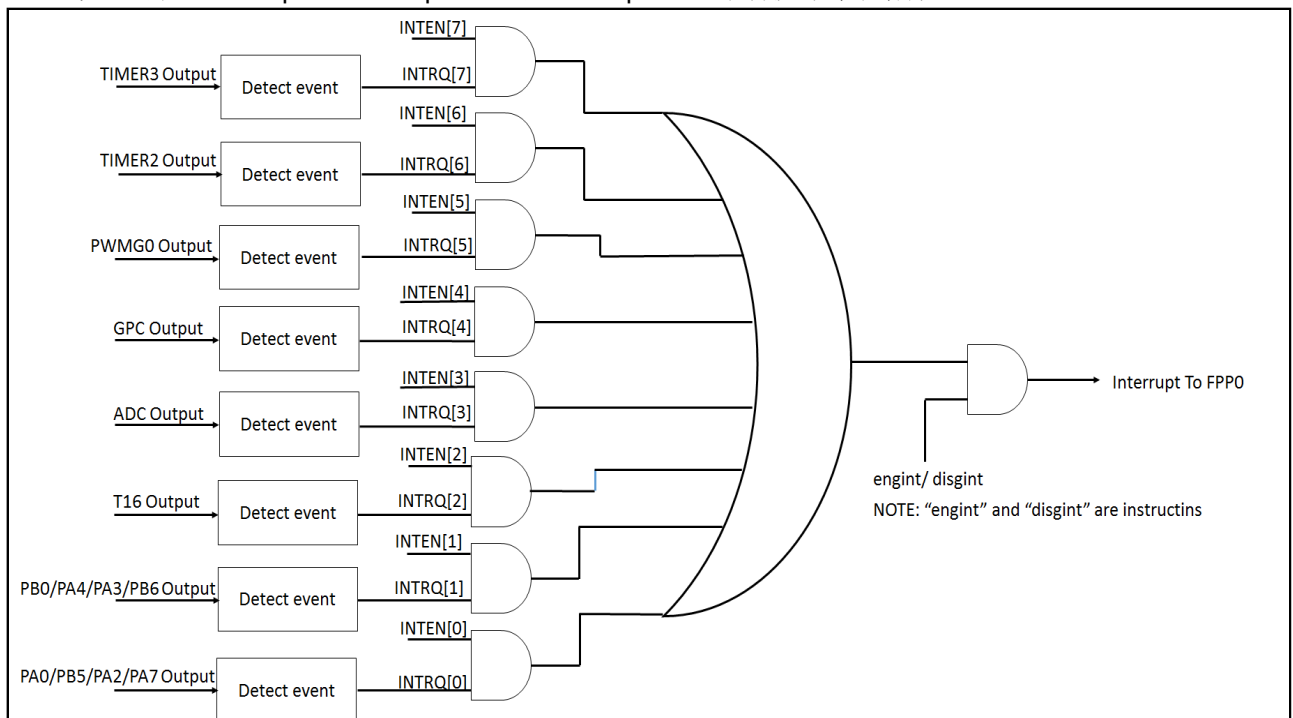 INTEN[7]
TIMER3 Output
Detect event
INTRQ[7]
INTEN[6]
TIMER2 Output
Detect event
INTRQ[6]
INTEN[5]
PWMG0 Output
Detect event
INTRQ[5]
INTEN[4]
GPC Output
Detect event
INTRQ[4]
INTEN[3]
ADC Output
Detect event
INTRQ[3]
INTEN[2]
T16 Output
Detect event
INTRQ[2]
INTEN[1]
PB0/PA4/PA3/PB6 Output
Detect event
INTRQ[1]
INTEN[0]
PA0/PB5/PA2/PA7 Output
Detect event
INTRQ[0]
Interrupt To FPP0
engint/ disgint
NOTE: “engint” and “disgint” are instructins